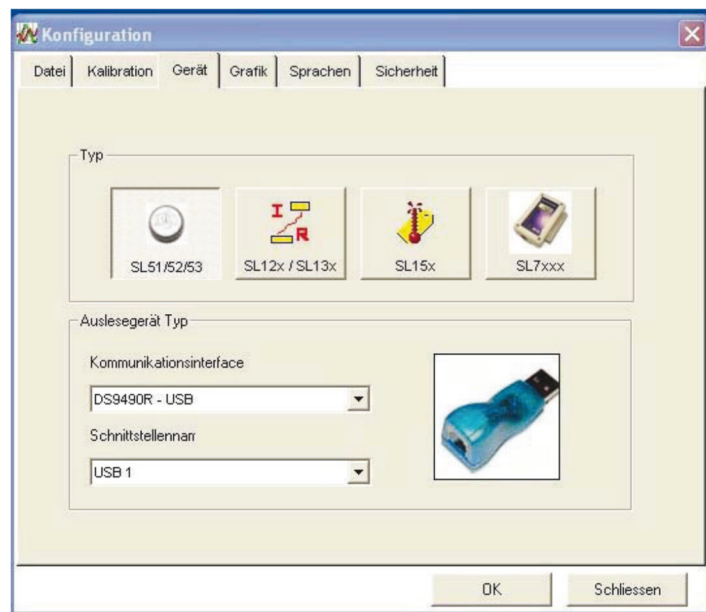 Konfiguration
Datei Kalibration Gerät Grafik Sprachen Sicherheit
Typ
I
R
SL51/52/53 SL12x / SL13x SL15x SL7xxx
Auslesegerät Typ
Kommunikationsinterface
DS9490R - USB
Schnittstellennarr
USB 1
OK Schliessen